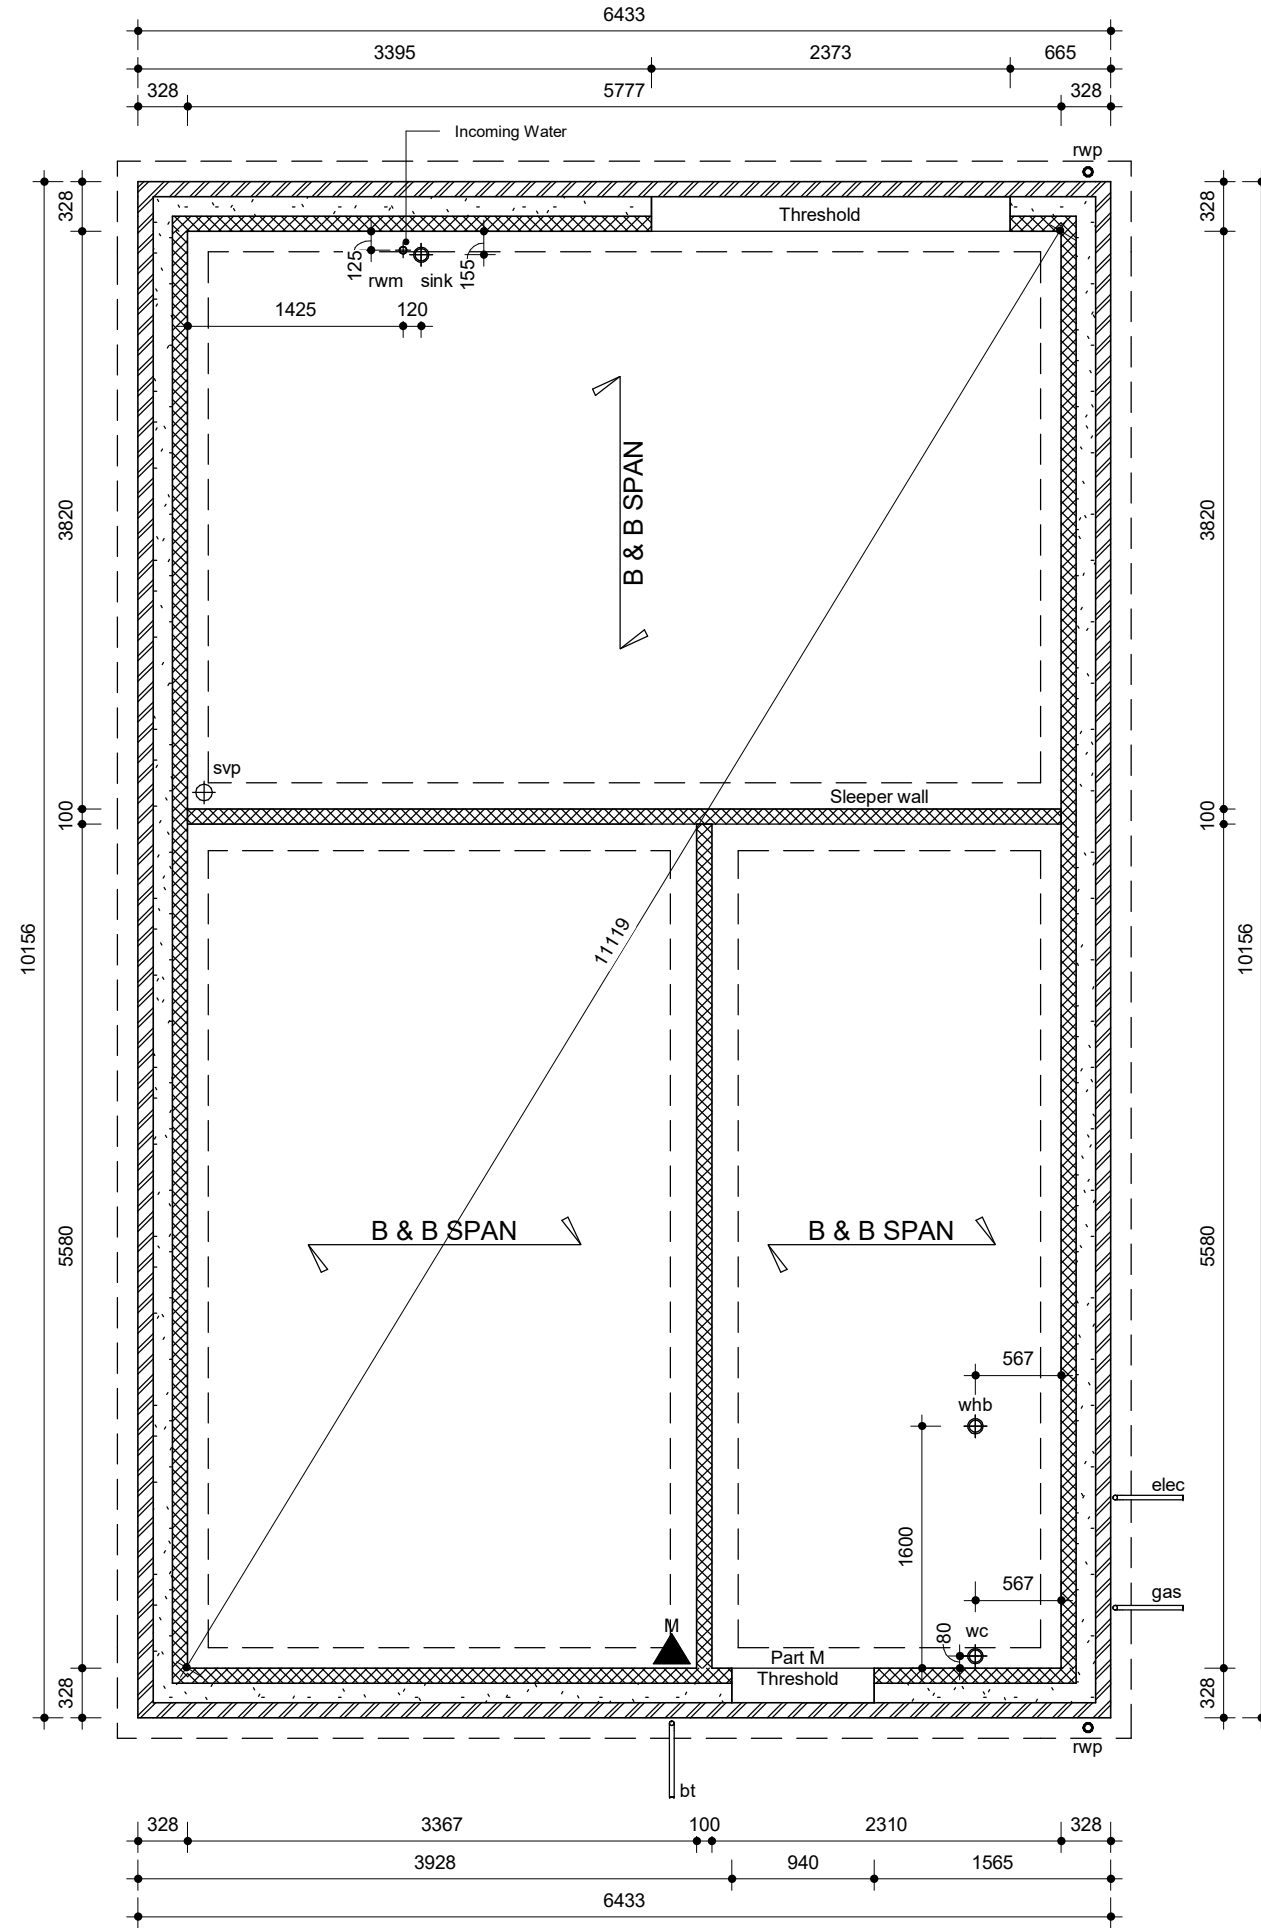 6433
3395 2373 665
328 5777 328
Incoming Water
rwp
328
328
Threshold
125
rwm
sink
155
1425 120
B & B SPAN
3820
3820
svp
Sleeper wall
100
100
10156
10156
11119
B & B SPAN
B & B SPAN
5580
5580
567
whb
elec
1600
567
gas
wc
80
M
Part M
Threshold
328
328
rwp
bt
328 3367 100 2310 328
3928 940 1565
6433